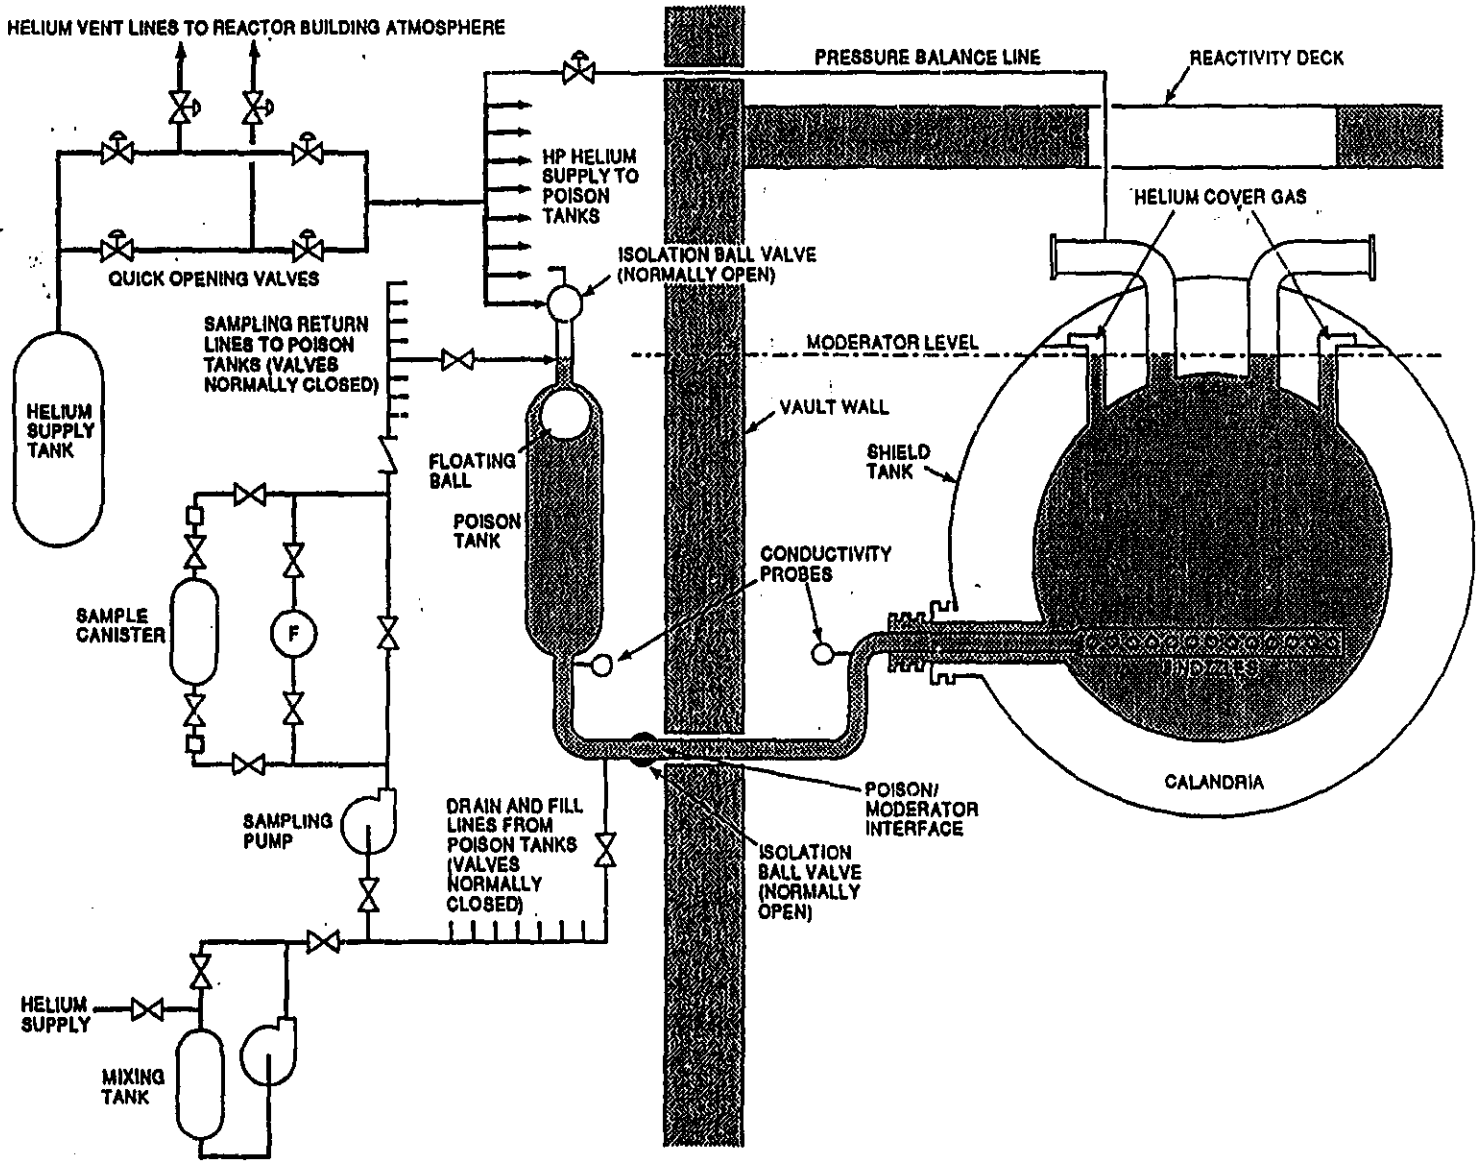 HELIUM VENT LINES TO REACTOR BUILDING ATMOSPHERE
PRESSURE BALANCE LINE
REACTIVITY DECK
HP HELIUM
SUPPLY TO
POISON
TANKS
HELIUM COVER GAS
ISOLATION BALL VALVE
(NORMALLY OPEN)
QUICK OPENING VALVES
SAMPLING RETURN
LINES TO POISON
TANKS (VALVES
NORMALLY CLOSED)
MODERATOR LEVEL
HELIUM
SUPPLY
TANK
VAULT WALL
SHIELD
TANK
FLOATING
BALL
POISON
TANK
CONDUCTIVITY
PROBES
SAMPLE
CANISTER
F
NOZZLES
CALANDRIA
POISON/
MODERATOR
INTERFACE
SAMPLING
PUMP
DRAIN AND FILL
LINES FROM
POISON TANKS
(VALVES
NORMALLY
CLOSED)
ISOLATION
BALL VALVE
(NORMALLY
OPEN)
HELIUM
SUPPLY
MIXING
TANK